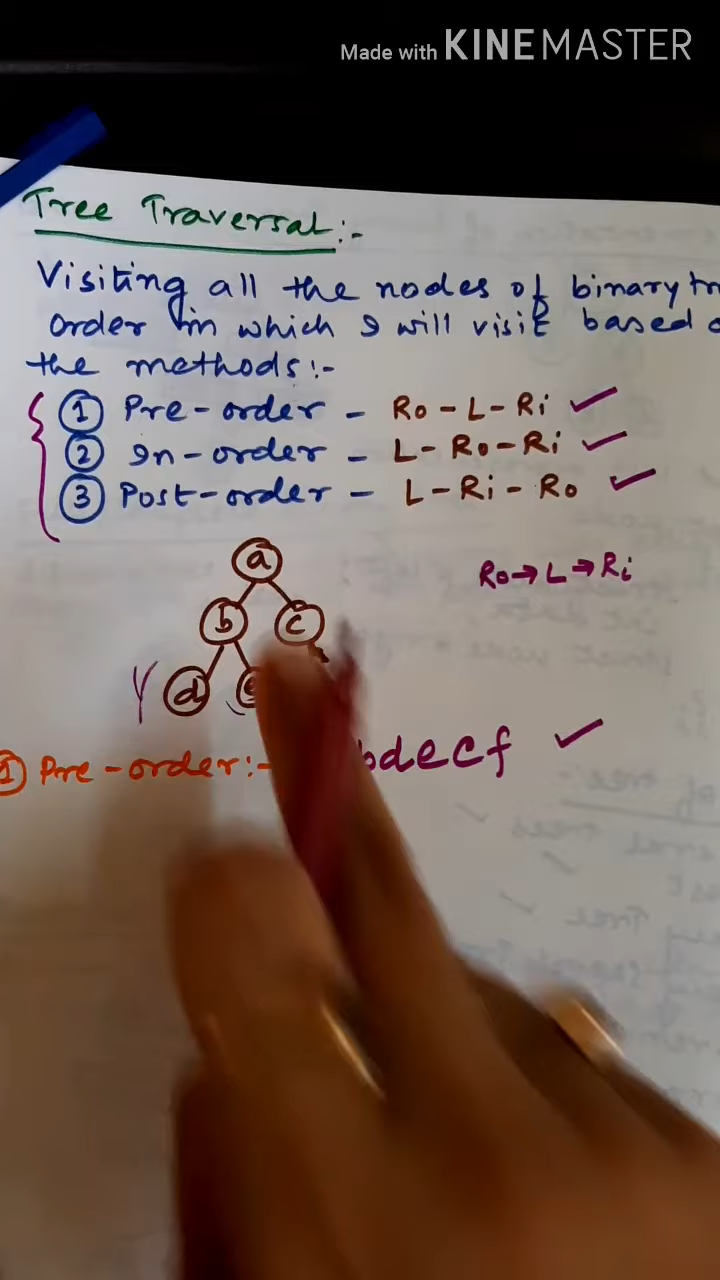 Made with KINEMASTER
Tree Traversal:-
Visiting all the nodes of binary
order in which I will visit based
the methods:-
① Pre-order - Ro-L-Ri ✓
② In-order - L-Ro-Ri ✓
③ Post-order - L-Ri-Ro ✓
a
Ro→L→Ri
b c
d e
① Pre-order:- bdecf ✓